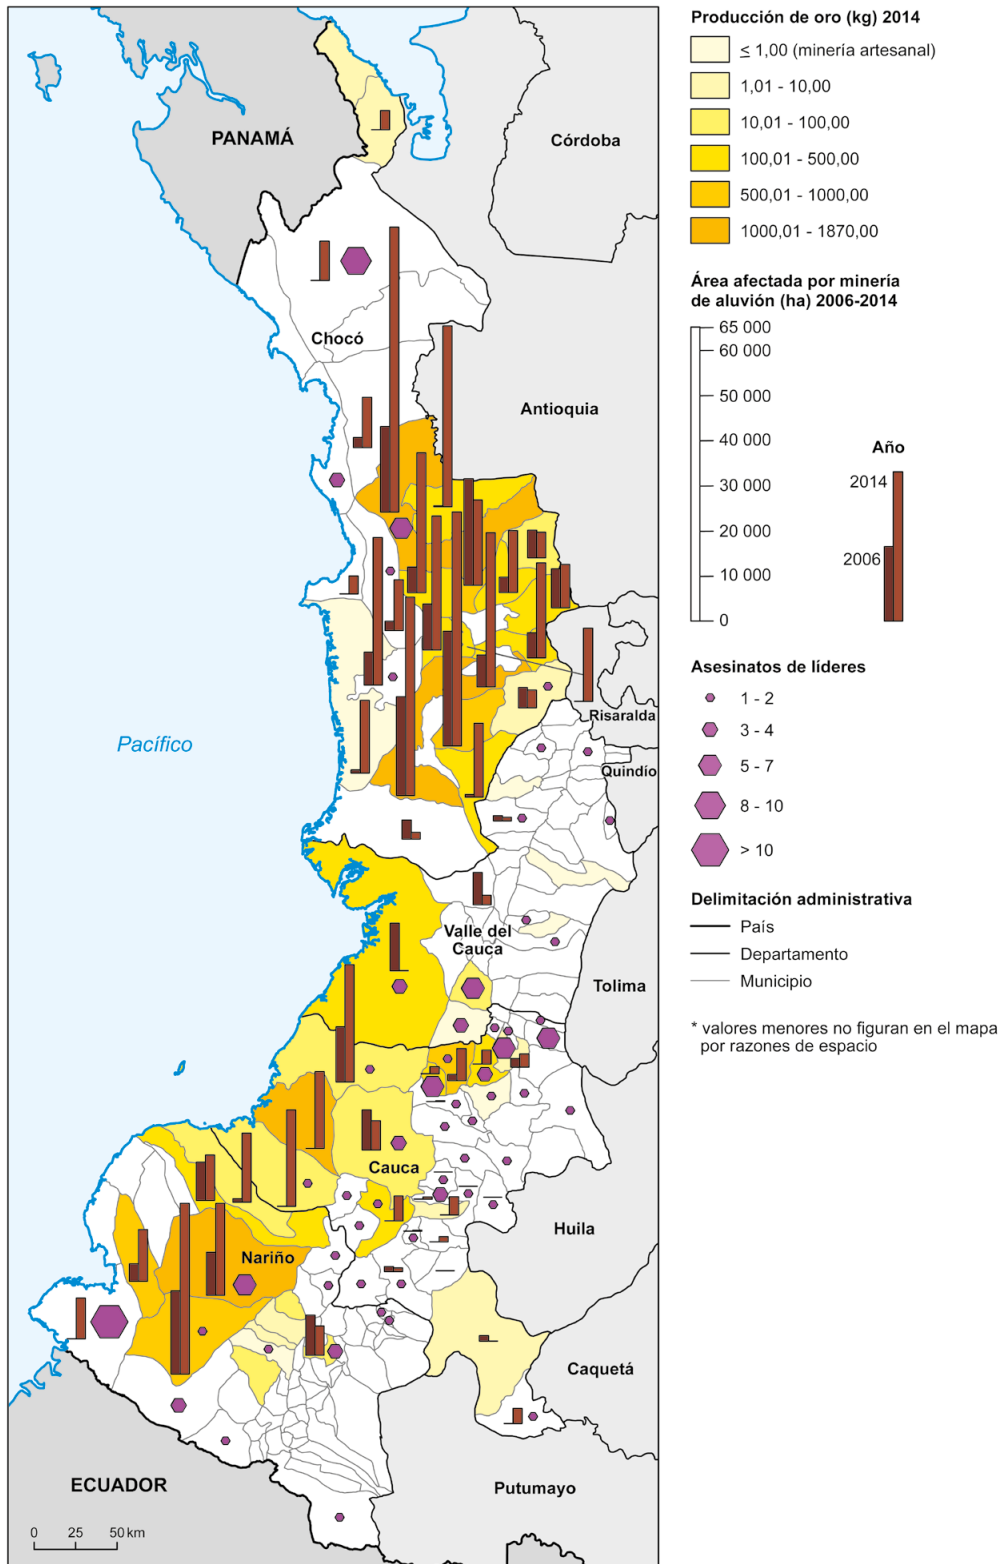 PANAMÁ
Córdoba
Chocó
Antioquia
Pacífico
Risaralda
Quindío
Valle del
Cauca
Tolima
Cauca
Huila
Nariño
Caquetá
ECUADOR
Putumayo
0 25 50 km
Producción de oro (kg) 2014
≤ 1,00 (minería artesanal)
1,01 - 10,00
10,01 - 100,00
100,01 - 500,00
500,01 - 1000,00
1000,01 - 1870,00
Área afectada por minería
de aluvión (ha) 2006-2014
65 000
60 000
50 000
40 000
30 000
20 000
10 000
0
Año
2014
2006
Asesinatos de líderes
1 - 2
3 - 4
5 - 7
8 - 10
> 10
Delimitación administrativa
País
Departamento
Municipio
* valores menores no figuran en el mapa
por razones de espacio